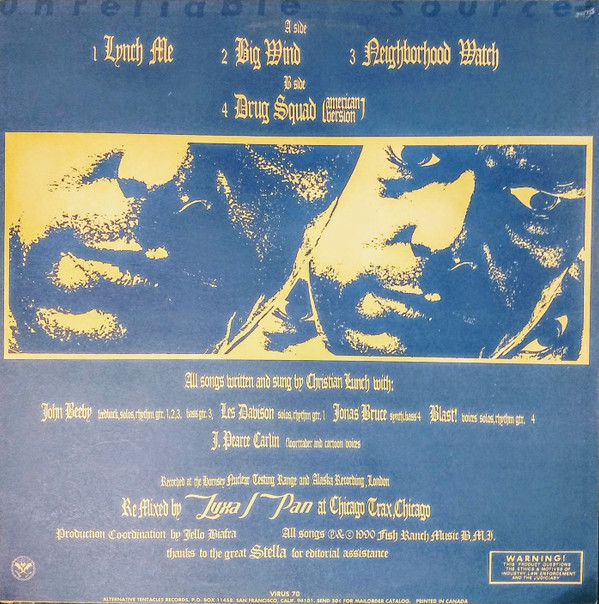 unreliable sources
A side
1 Lynch Me 2 Big Wind 3 Neighborhood Watch
B side
4 Drug Squad (american version)
All songs written and sung by Christian Lunch with:
John Beeby feedback, solos, rhythm gtr. 1,2,3, bass gtr. 3 Les Davison solos, rhythm gtr. 1 Jonas Bruce synth, bass 4 Blast! voices solos, rhythm gtr. 4
J. Pearce Carlin floortrader and cartoon voices
Recorded at the Hornsey Nuclear Testing Range and Alaska Recording, London
Re Mixed by Luxa / Pan at Chicago Trax, Chicago
Production Coordination by Jello Biafra All songs ℗&© 1990 Fish Ranch Music B.M.I.
thanks to the great Stella for editorial assistance
WARNING!
THIS PRODUCT QUESTIONS
THE ETHICS & MOTIVES OF
INDUSTRY, LAW ENFORCEMENT
AND THE JUDICIARY
VIRUS 70
ALTERNATIVE TENTACLES RECORDS, P.O. BOX 11458, SAN FRANCISCO, CALIF. 94101. SEND 50¢ FOR MAILORDER CATALOG. PRINTED IN CANADA